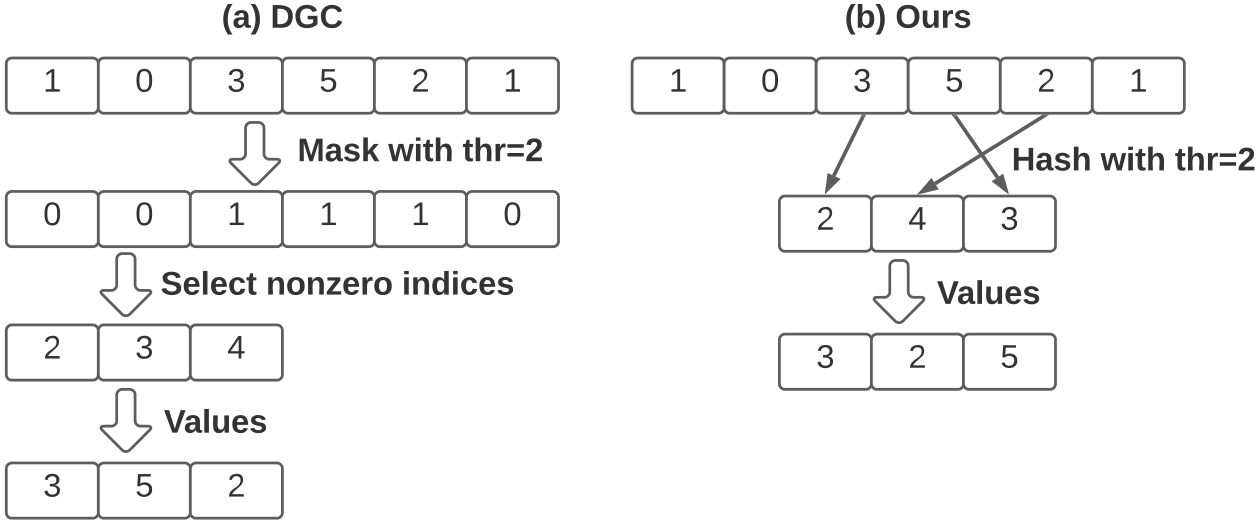 (a) DGC
1 0 3 5 2 1
Mask with thr=2
0 0 1 1 1 0
Select nonzero indices
2 3 4
Values
3 5 2
(b) Ours
1 0 3 5 2 1
Hash with thr=2
2 4 3
Values
3 2 5